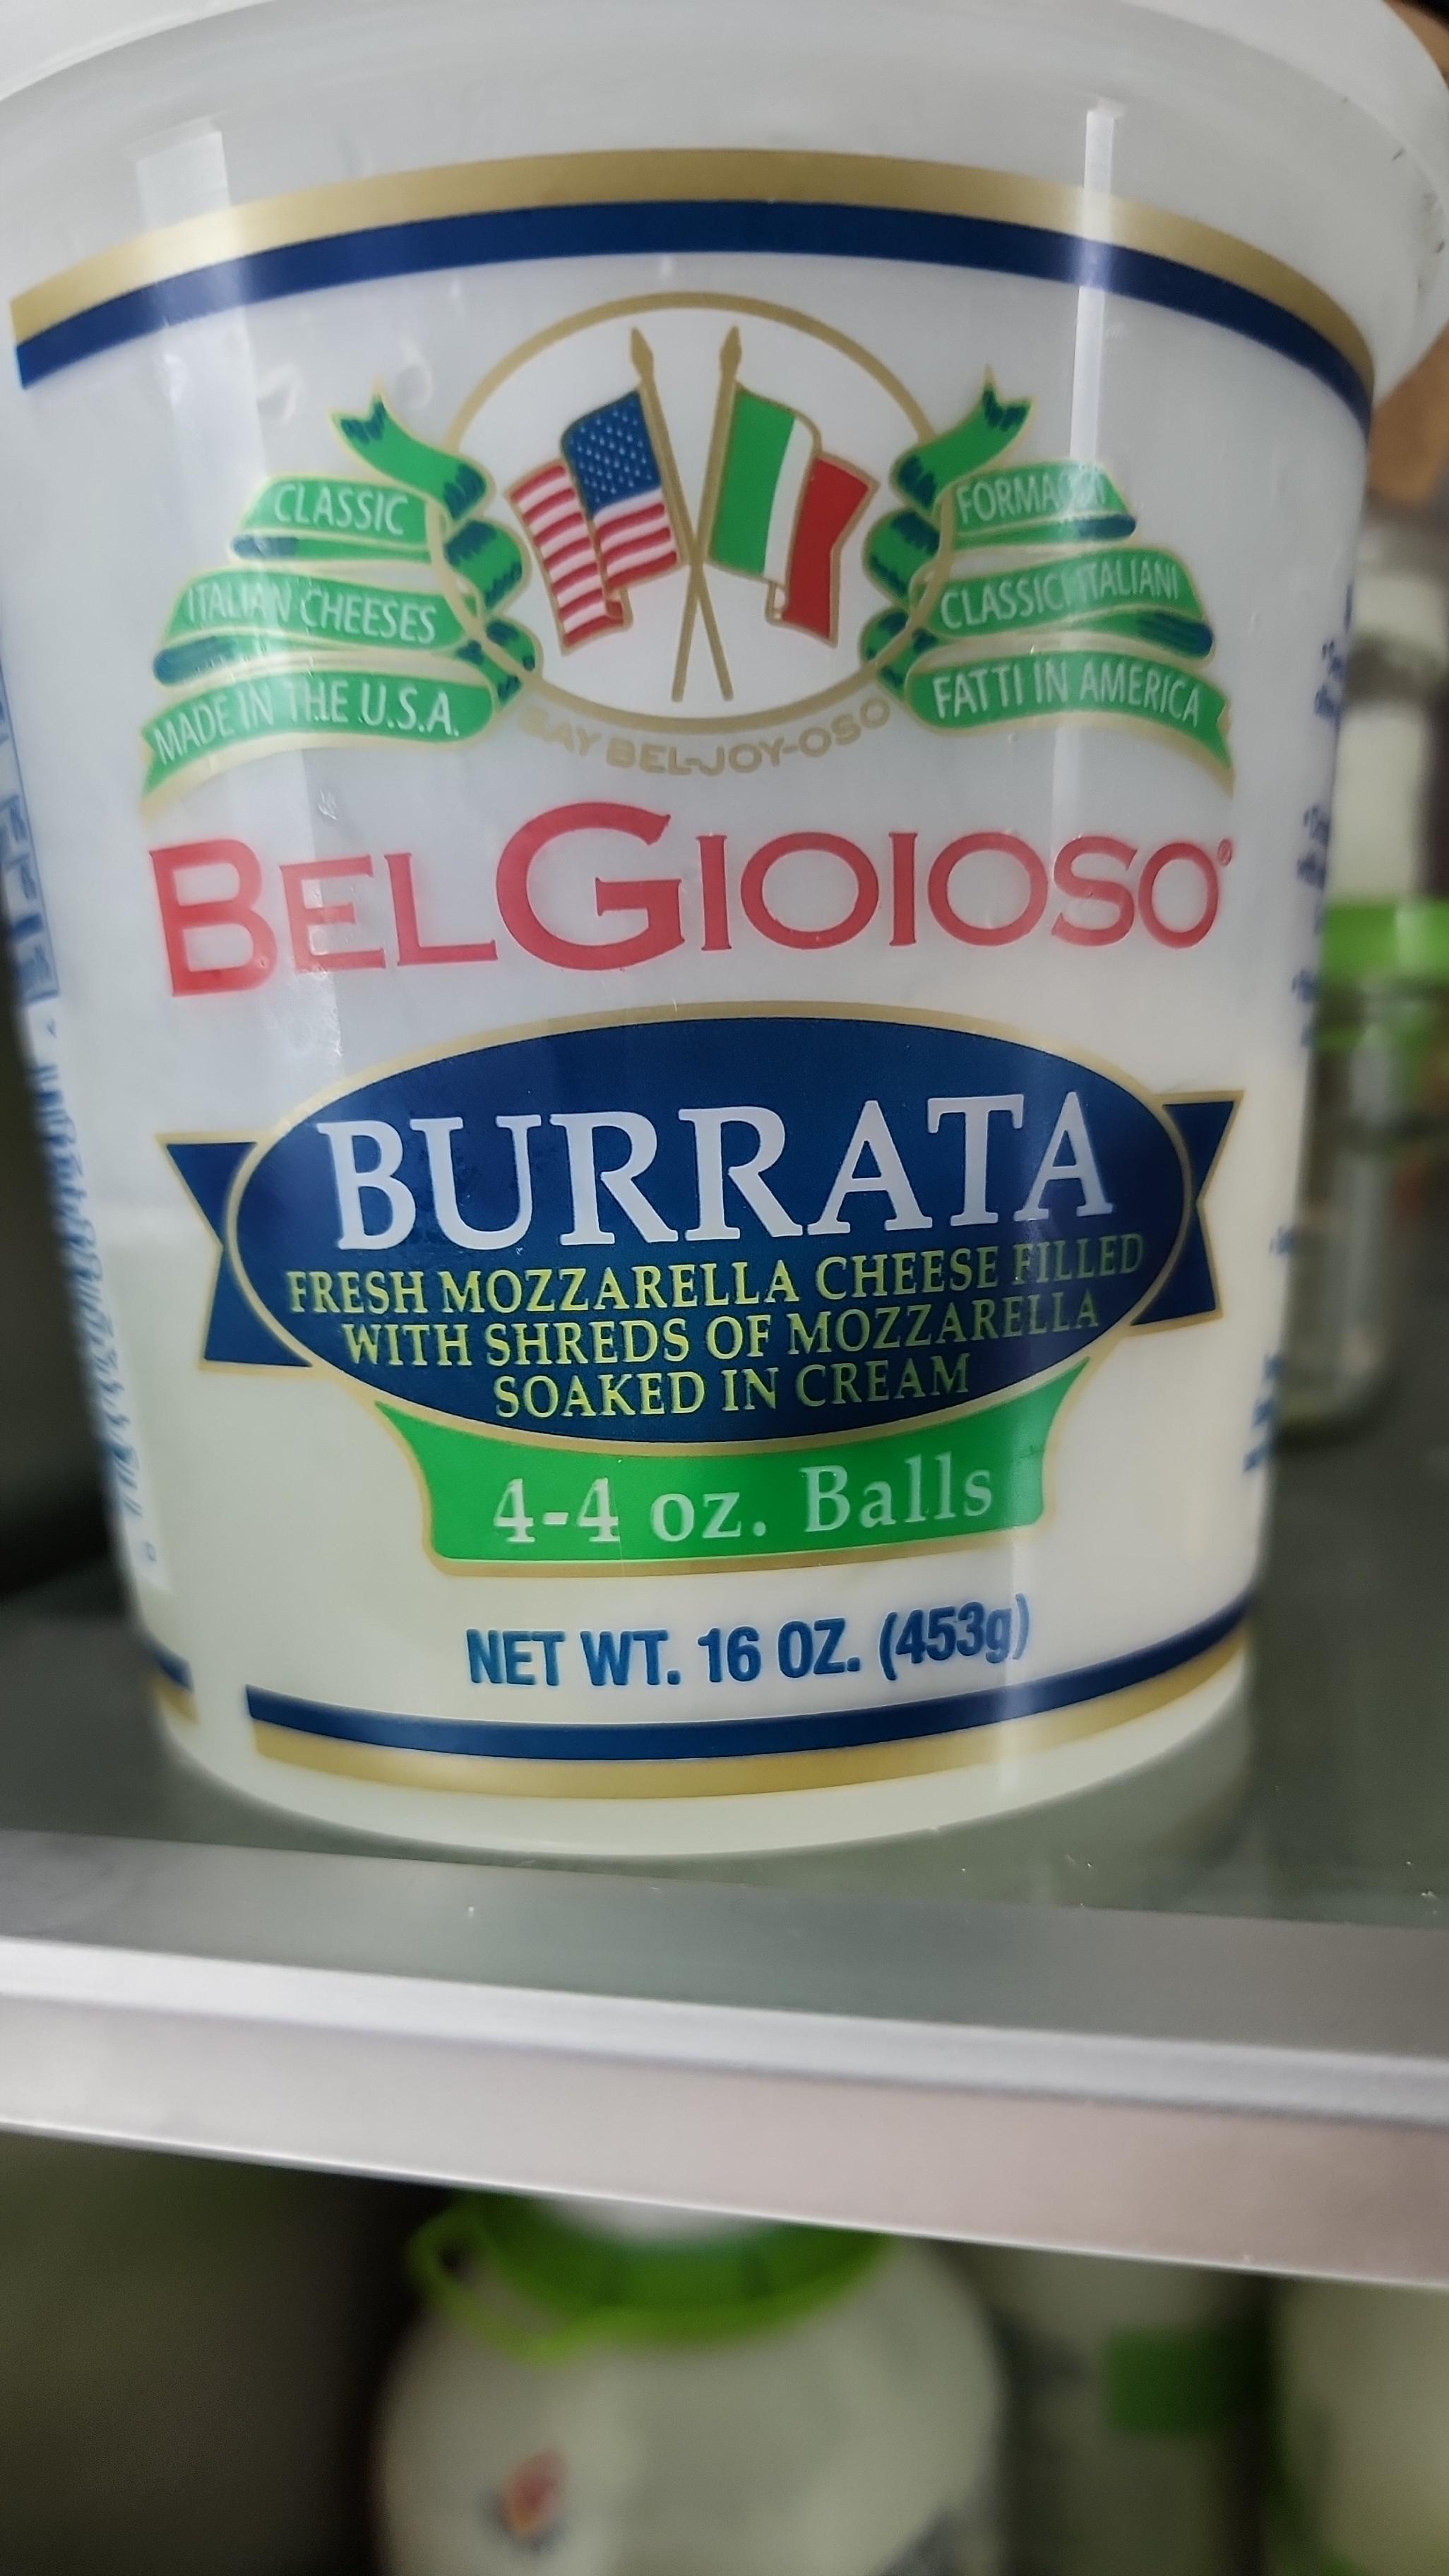 CLASSIC
ITALIAN CHEESES
MADE IN THE U.S.A.
FORMAGGI
CLASSICI ITALIANI
FATTI IN AMERICA
SAY BEL-JOY-OSO
BELGIOIOSO®
BURRATA
FRESH MOZZARELLA CHEESE FILLED
WITH SHREDS OF MOZZARELLA
SOAKED IN CREAM
4-4 oz. Balls
NET WT. 16 OZ. (453g)